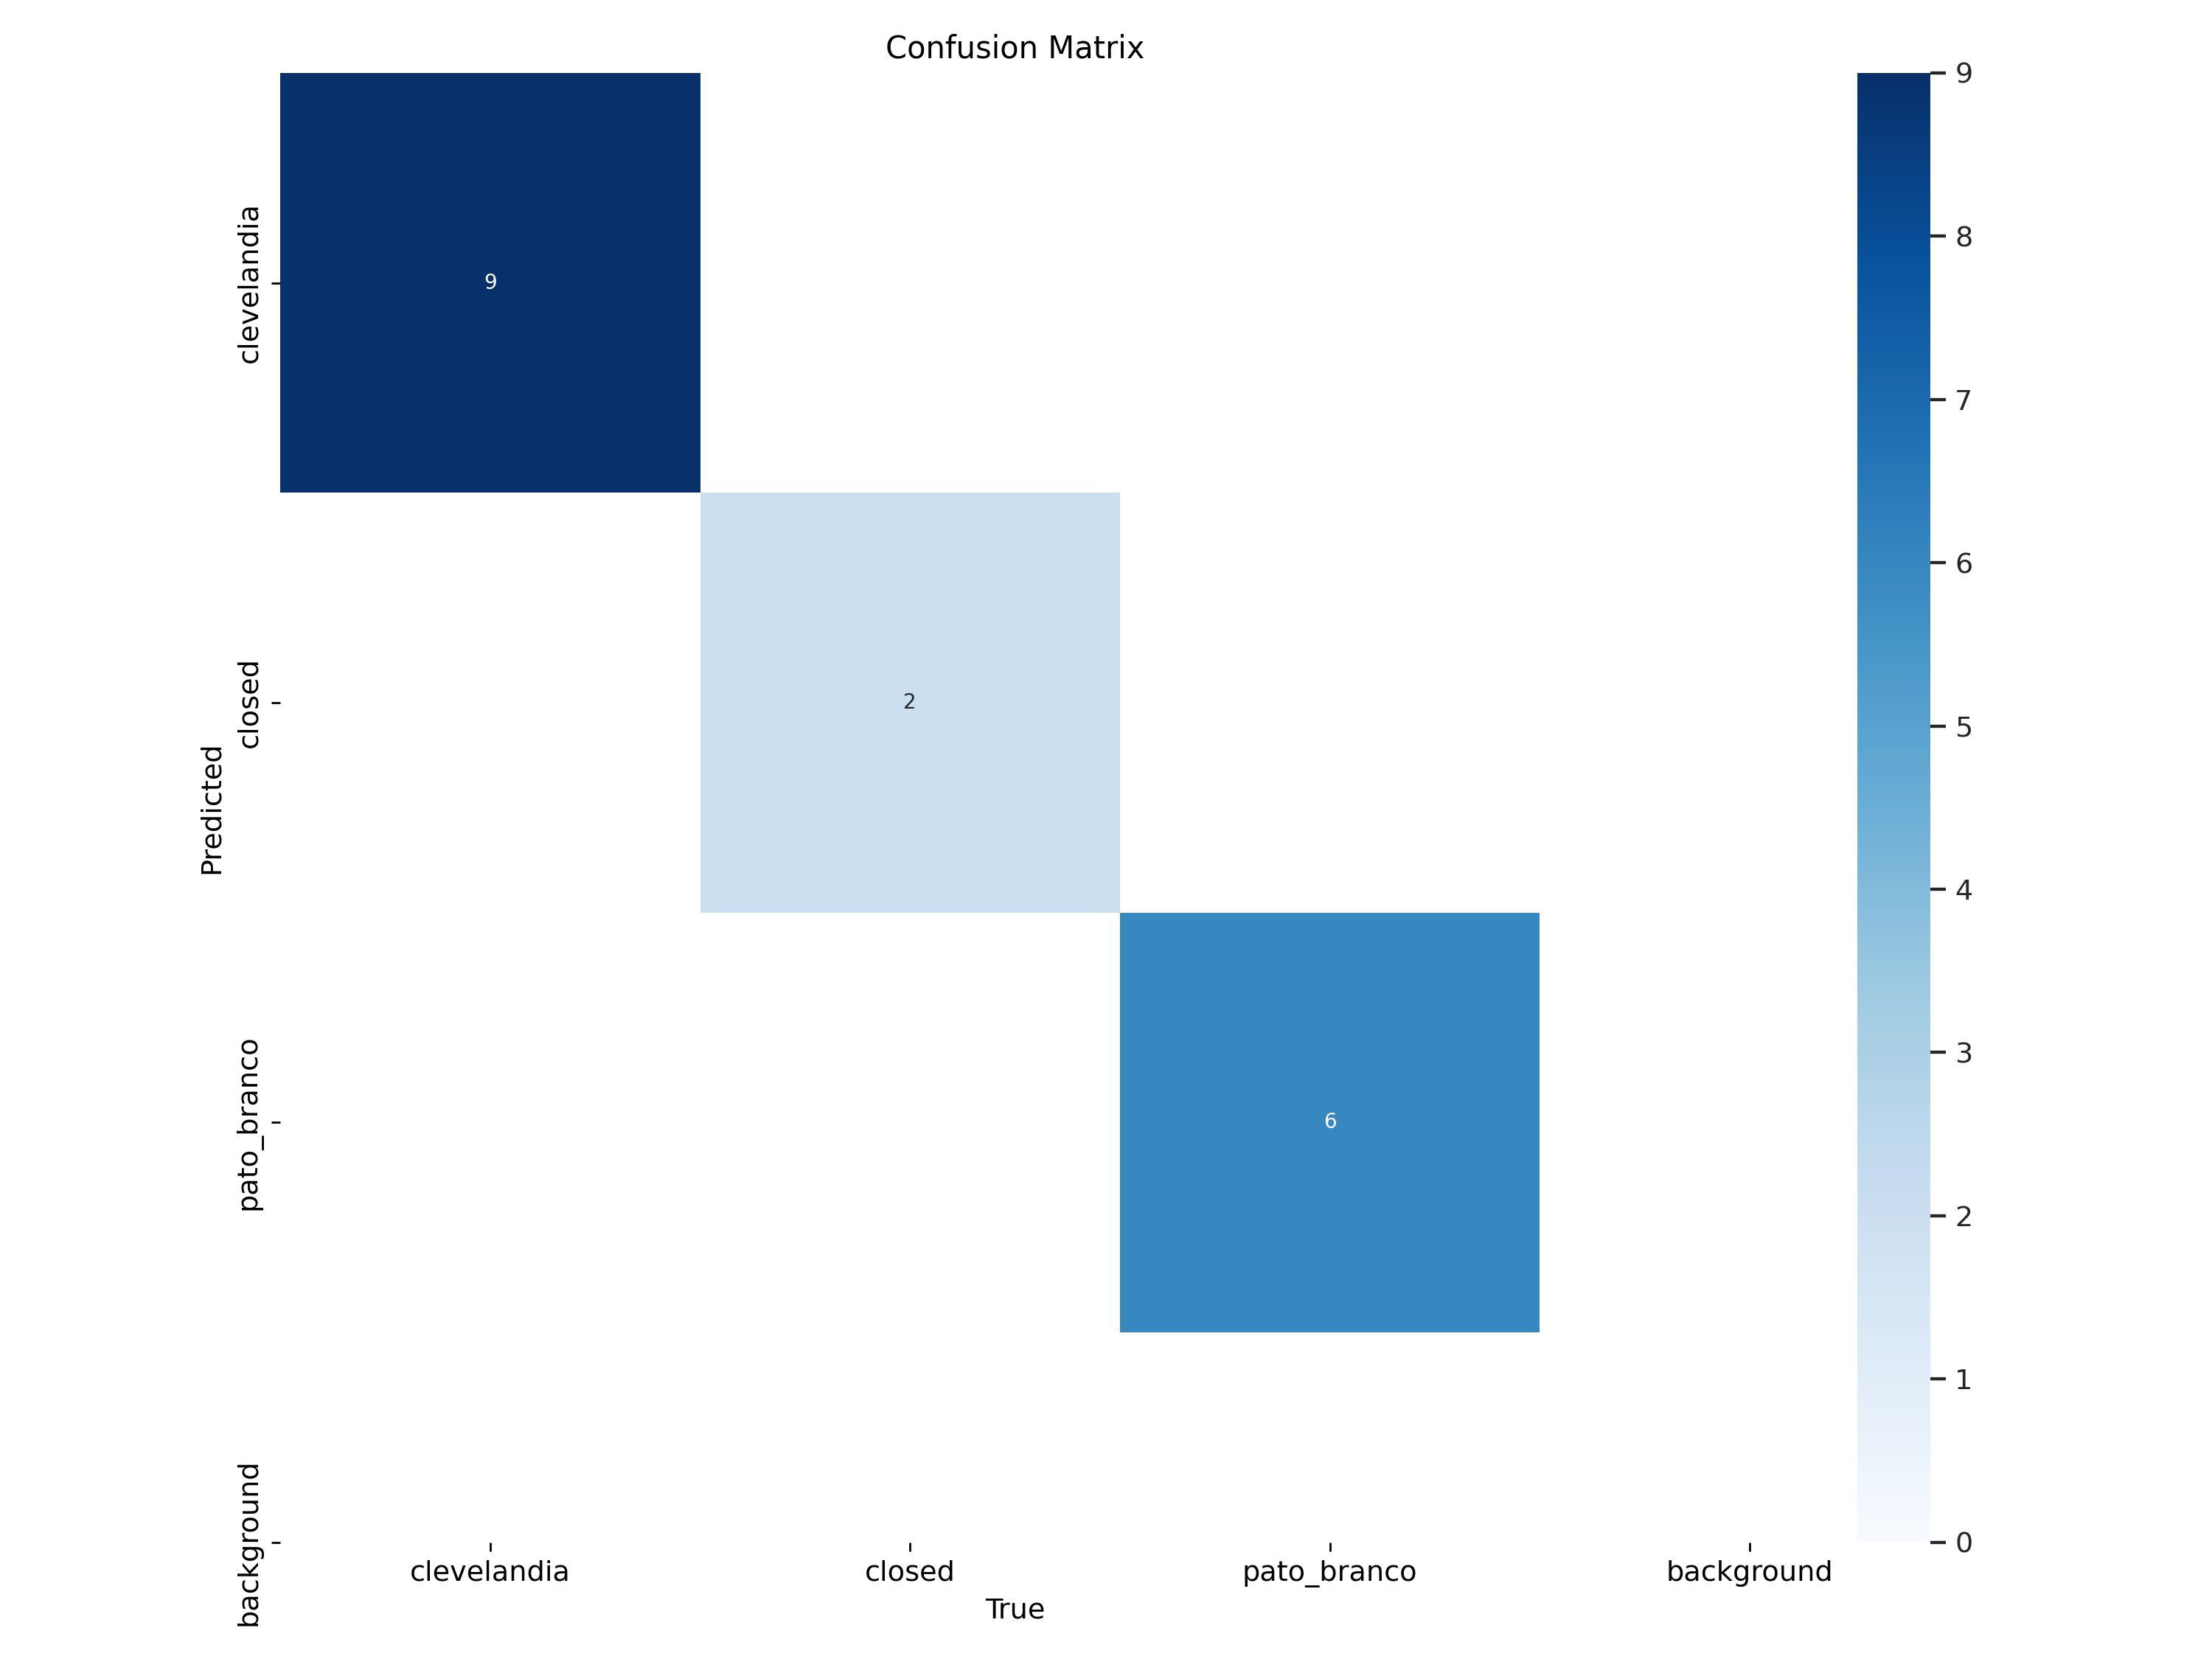 Confusion Matrix
clevelandia
closed
pato_branco
background
Predicted
9
2
6
9
8
7
6
5
4
3
2
1
0
clevelandia closed pato_branco background
True